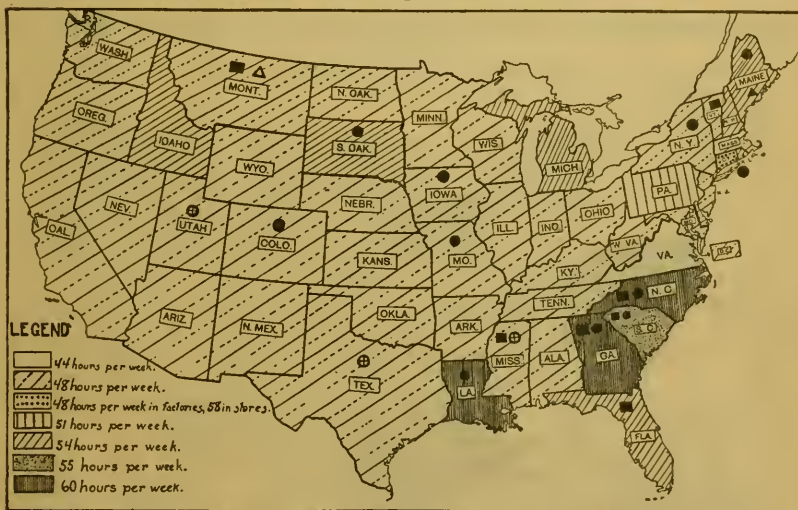 WASH
MONT.
N. OAK.
MINN.
MAINE
OREG.
IDAHO
S. OAK.
WIS
MICH
N.Y.
MASS
WYO.
IOWA
PA.
NEV.
UTAH
NEBR.
ILL.
IND.
OHIO
CAL.
COLO.
KANS.
MO.
W. VA.
VA.
KY.
ARIZ.
N. MEX.
OKLA.
ARK.
TENN.
N. C.
S. C.
TEX.
LA.
MISS
ALA.
GA.
FLA.
LEGEND
44 hours per week.
48 hours per week.
48 hours per week in factories, 58 in stores.
51 hours per week.
54 hours per week.
55 hours per week.
60 hours per week.